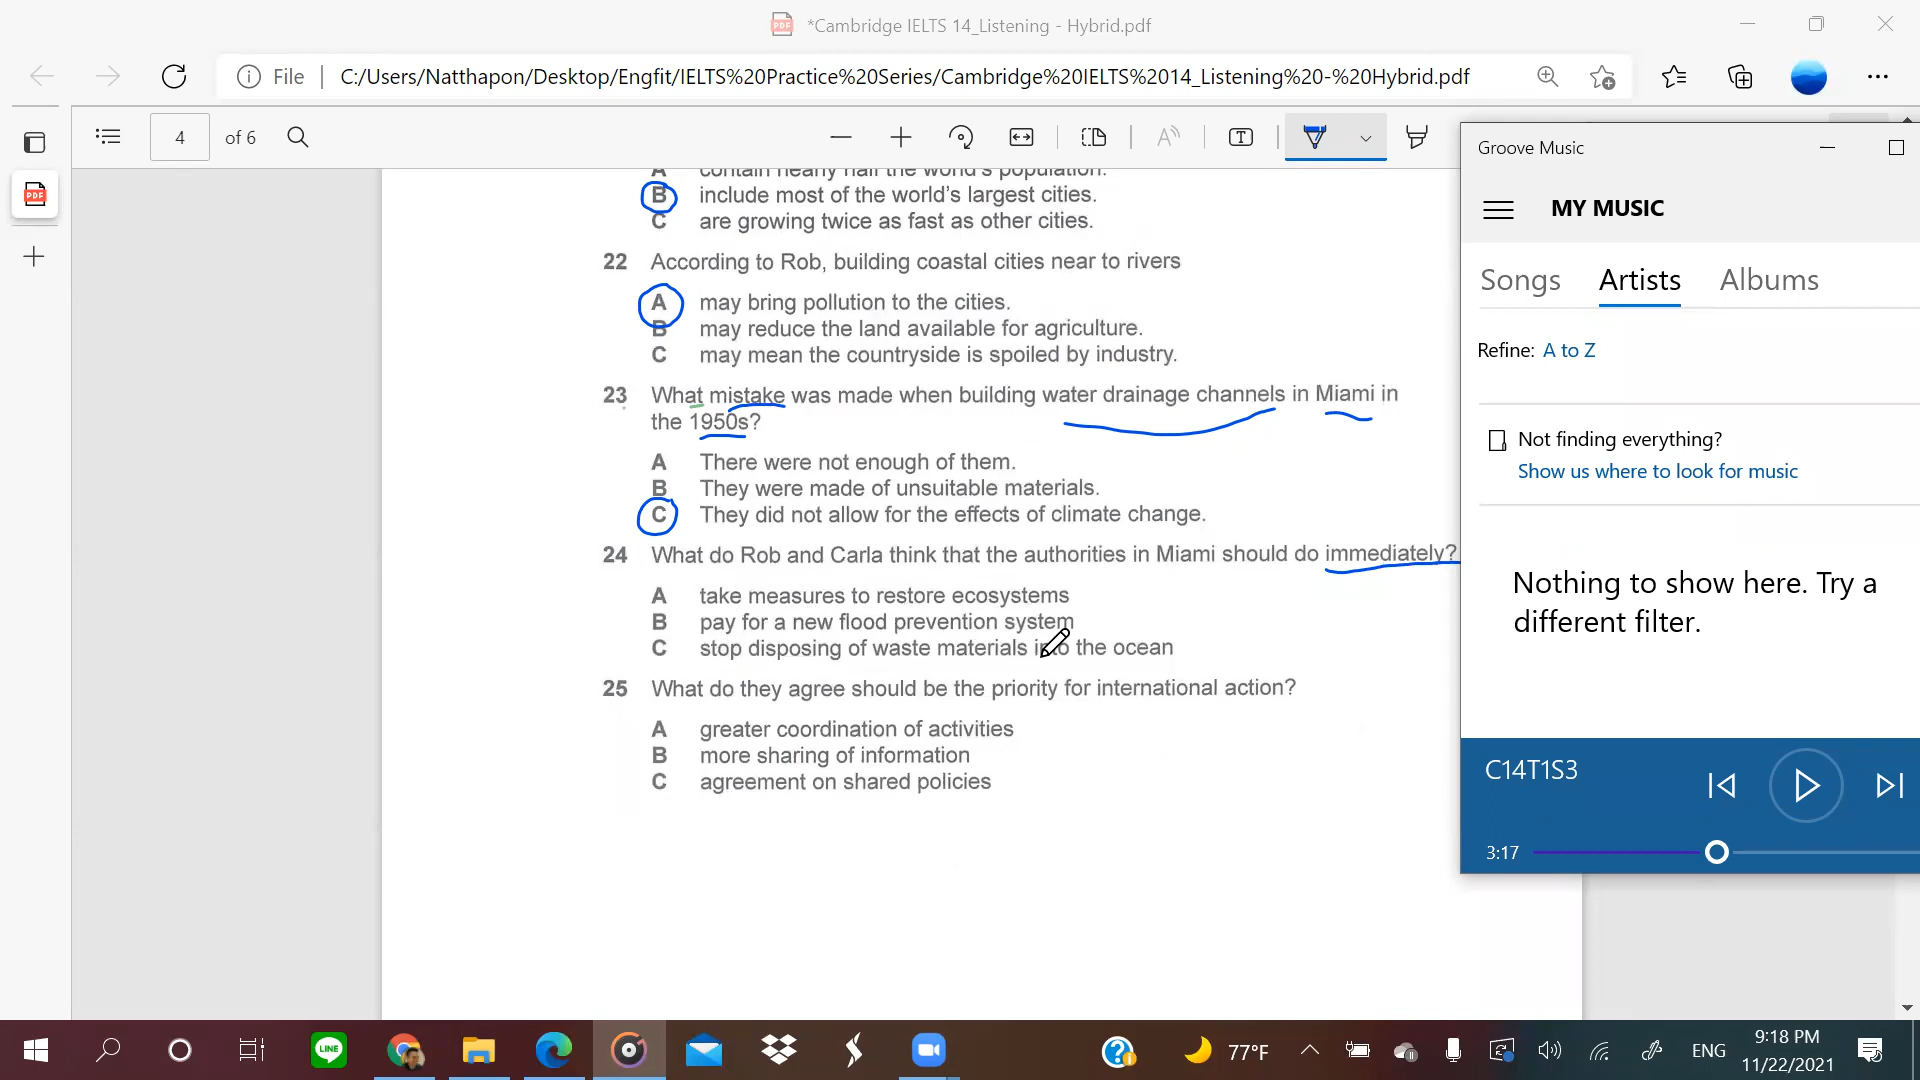 *Cambridge IELTS 14_Listening - Hybrid.pdf
File
C:/Users/Natthapon/Desktop/Engfit/IELTS%20Practice%20Series/Cambridge%20IELTS%2014_Listening%20-%20Hybrid.pdf
4 of 6
A contain nearly half the world's population.
B include most of the world's largest cities.
C are growing twice as fast as other cities.
22 According to Rob, building coastal cities near to rivers
A may bring pollution to the cities.
B may reduce the land available for agriculture.
C may mean the countryside is spoiled by industry.
23 What mistake was made when building water drainage channels in Miami in
the 1950s?
A There were not enough of them.
B They were made of unsuitable materials.
C They did not allow for the effects of climate change.
24 What do Rob and Carla think that the authorities in Miami should do immediately?
A take measures to restore ecosystems
B pay for a new flood prevention system
C stop disposing of waste materials into the ocean
25 What do they agree should be the priority for international action?
A greater coordination of activities
B more sharing of information
C agreement on shared policies
Groove Music
MY MUSIC
Songs Artists Albums
Refine: A to Z
Not finding everything?
Show us where to look for music
Nothing to show here. Try a
different filter.
C14T1S3
3:17
LINE
77°F
ENG
9:18 PM
11/22/2021